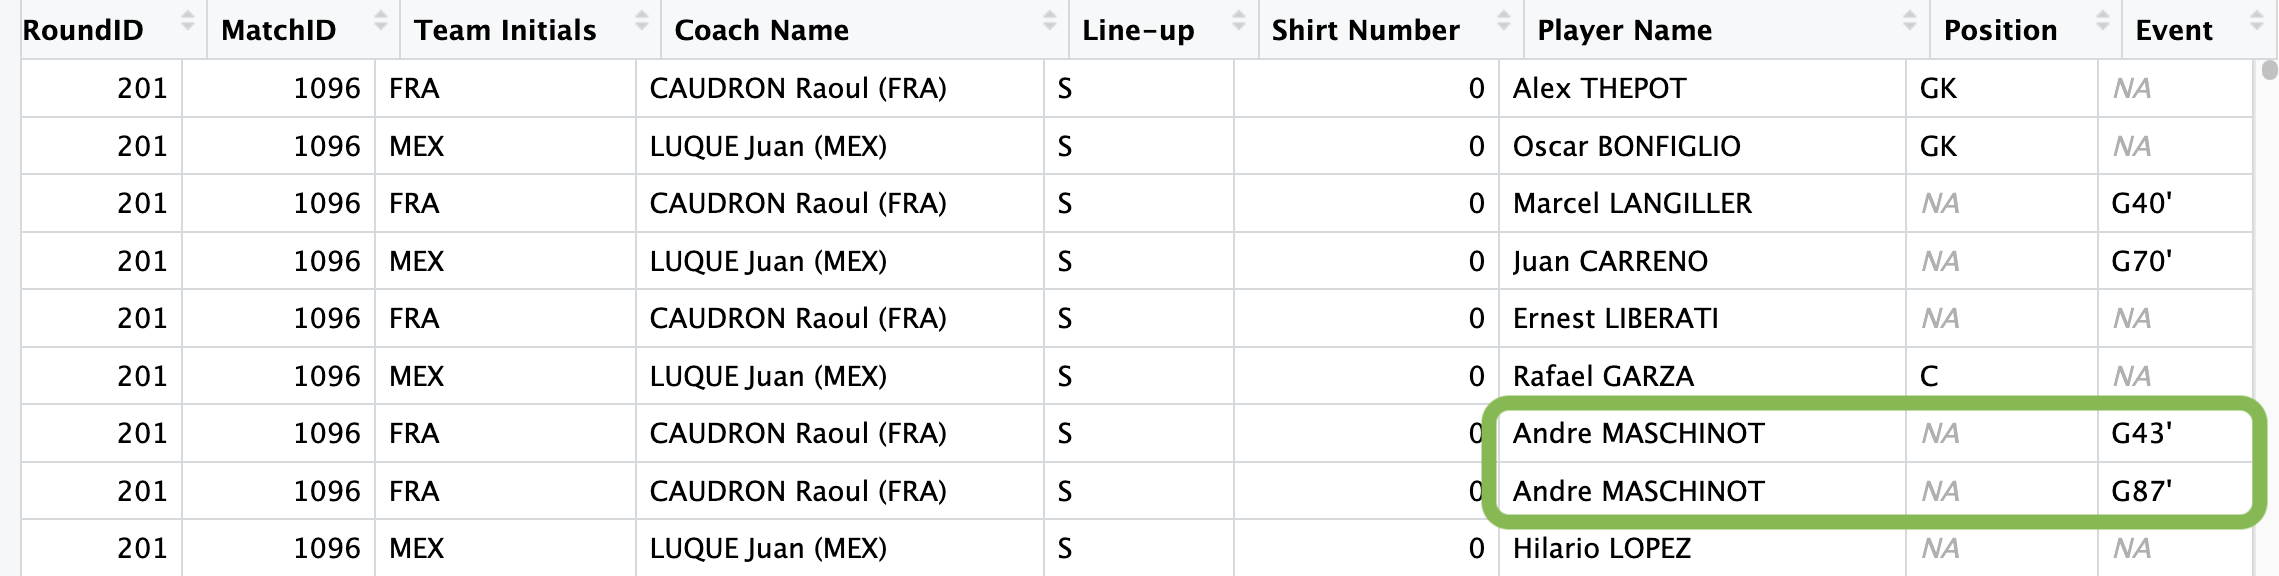 RoundID MatchID Team Initials Coach Name Line-up Shirt Number Player Name Position Event
201 1096 FRA CAUDRON Raoul (FRA) S 0 Alex THEPOT GK NA
201 1096 MEX LUQUE Juan (MEX) S 0 Oscar BONFIGLIO GK NA
201 1096 FRA CAUDRON Raoul (FRA) S 0 Marcel LANGILLER NA G40'
201 1096 MEX LUQUE Juan (MEX) S 0 Juan CARRENO NA G70'
201 1096 FRA CAUDRON Raoul (FRA) S 0 Ernest LIBERATI NA NA
201 1096 MEX LUQUE Juan (MEX) S 0 Rafael GARZA C NA
201 1096 FRA CAUDRON Raoul (FRA) S 0 Andre MASCHINOT NA G43'
201 1096 FRA CAUDRON Raoul (FRA) S 0 Andre MASCHINOT NA G87'
201 1096 MEX LUQUE Juan (MEX) S 0 Hilario LOPEZ NA NA